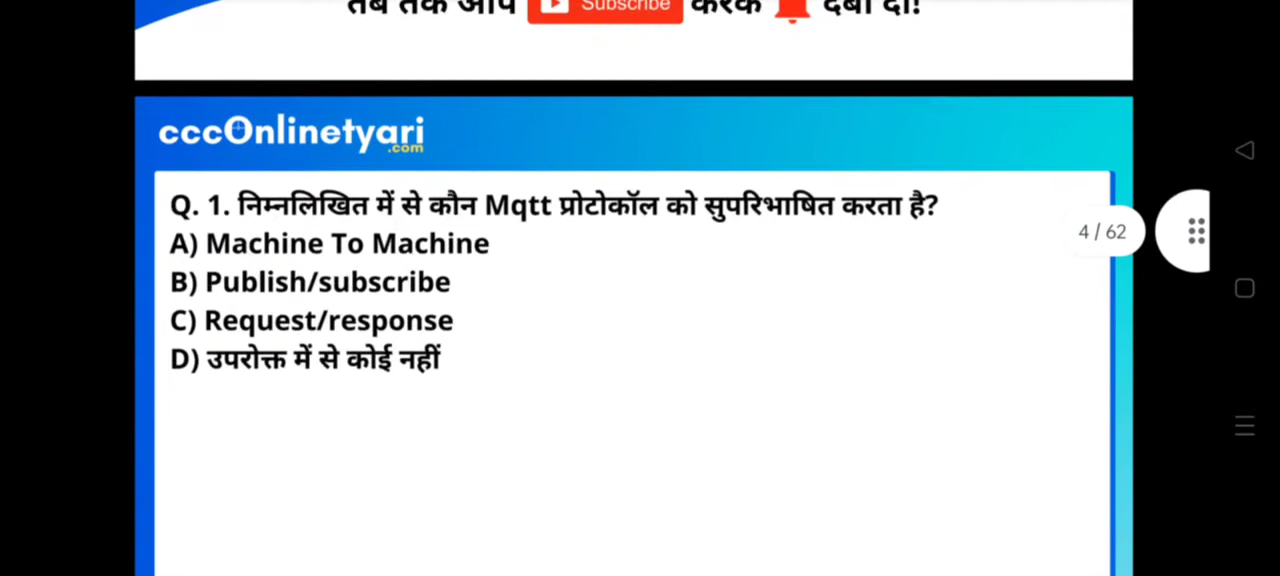 तब तक आप Subscribe करके दबा दो!
cccOnlinetyari
.com
Q. 1. निम्नलिखित में से कौन Mqtt प्रोटोकॉल को सुपरिभाषित करता है?
4 / 62
A) Machine To Machine
B) Publish/subscribe
C) Request/response
D) उपरोक्त में से कोई नहीं